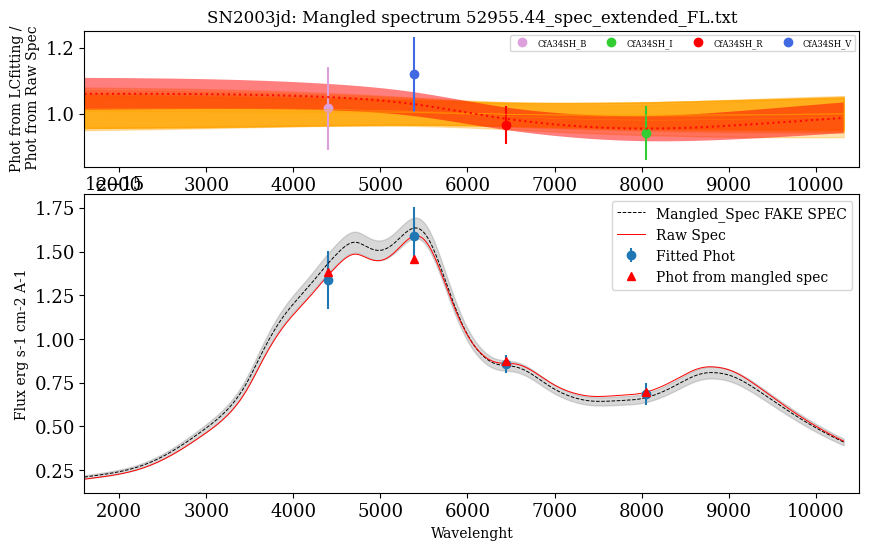 SN2003jd: Mangled spectrum 52955.44_spec_extended_FL.txt
Phot from LCfitting /
Phot from Raw Spec
1.2
1.0
CfA34SH_B
CfA34SH_I
CfA34SH_R
CfA34SH_V
2000 3000 4000 5000 6000 7000 8000 9000 10000
1e−15
Flux erg s-1 cm-2 A-1
1.75
1.50
1.25
1.00
0.75
0.50
0.25
Mangled_Spec FAKE SPEC
Raw Spec
Fitted Phot
Phot from mangled spec
2000 3000 4000 5000 6000 7000 8000 9000 10000
Wavelenght